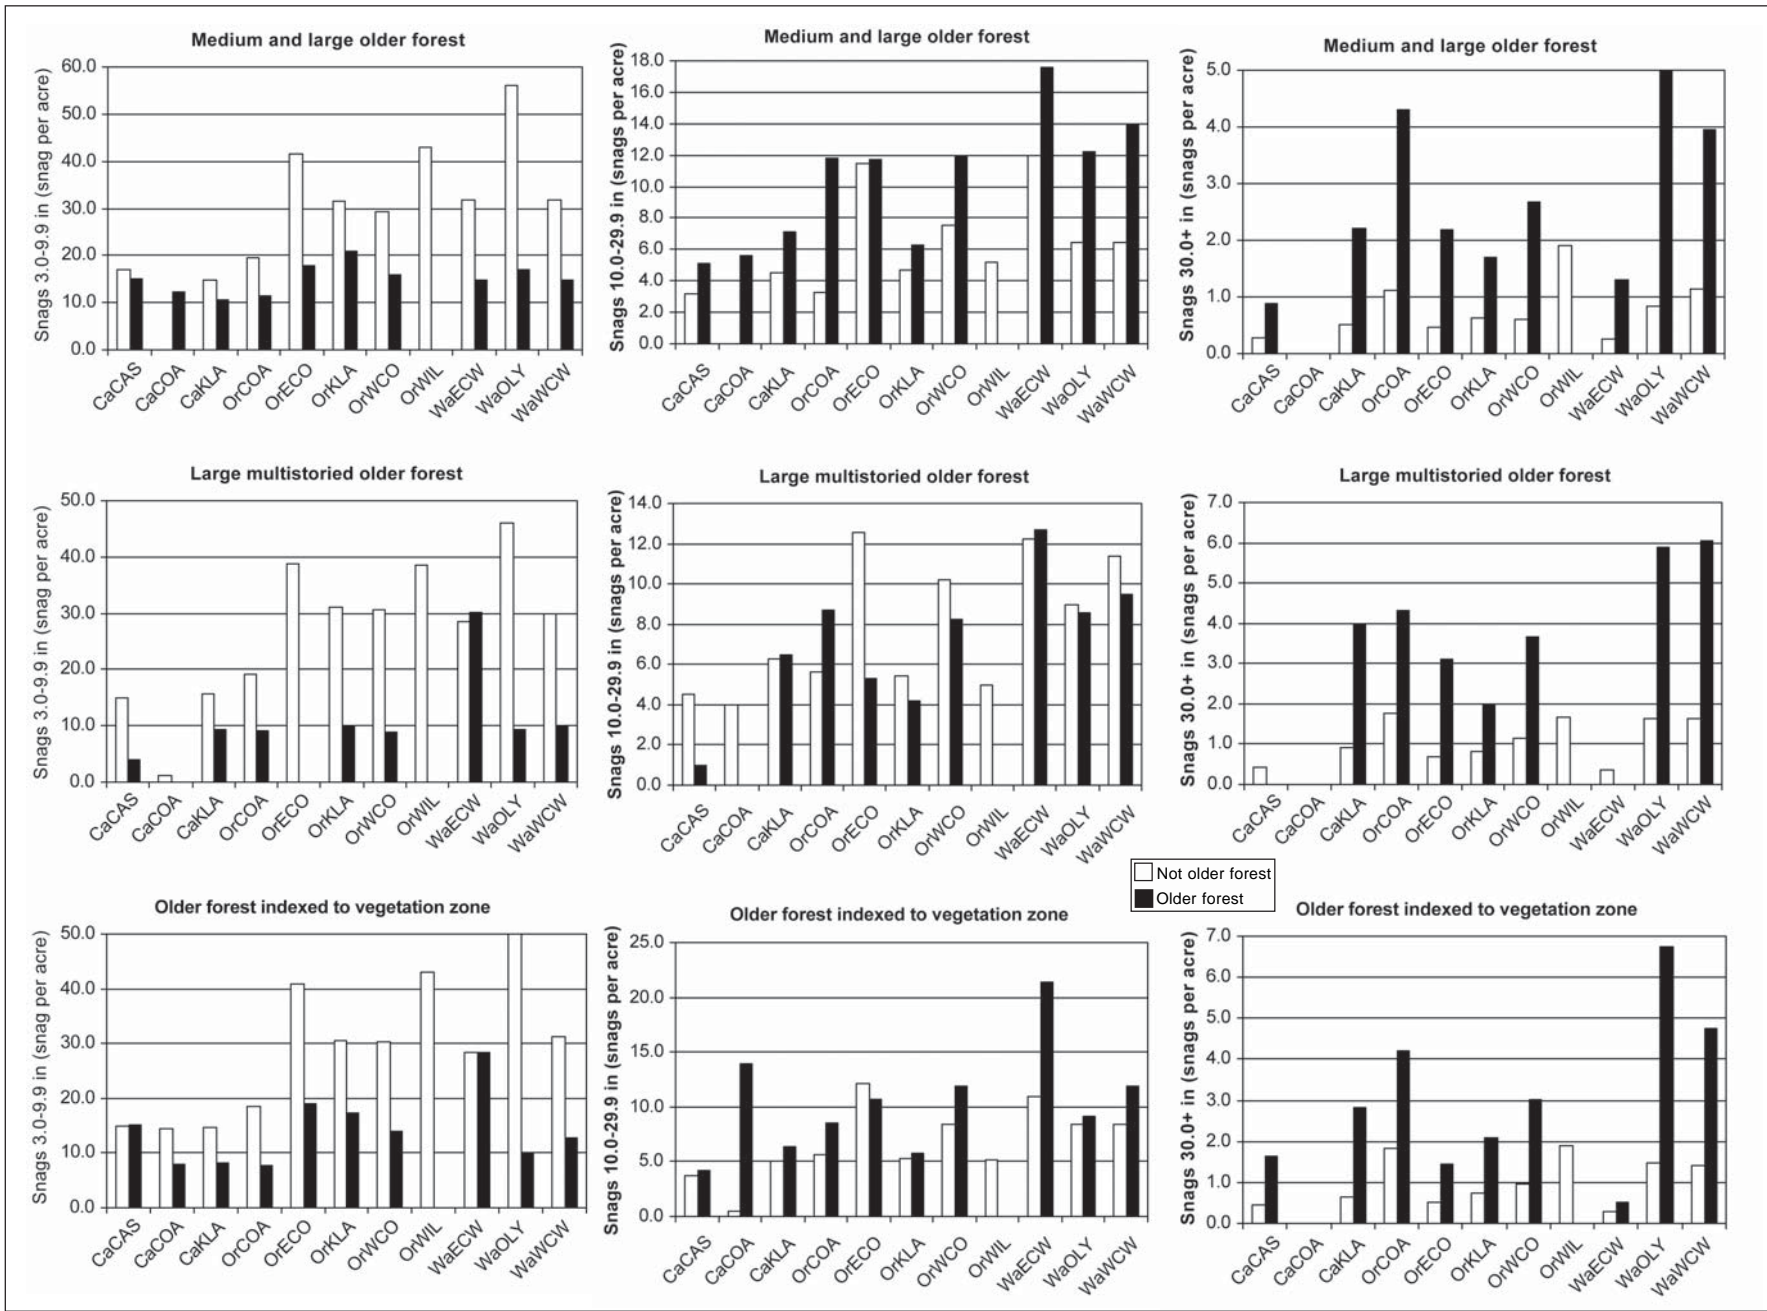 Medium and large older forest
Snags 3.0-9.9 in (snag per acre)
60.0
50.0
40.0
30.0
20.0
10.0
0.0
CaCAS CaCOA CaKLA OrCOA OrECO OrKLA OrWCO OrWIL WaECW WaOLY WaWCW
Medium and large older forest
Snags 10.0-29.9 in (snags per acre)
18.0
16.0
14.0
12.0
10.0
8.0
6.0
4.0
2.0
0.0
CaCAS CaCOA CaKLA OrCOA OrECO OrKLA OrWCO OrWIL WaECW WaOLY WaWCW
Medium and large older forest
Snags 30.0+ in (snags per acre)
5.0
4.0
3.0
2.0
1.0
0.0
CaCAS CaCOA CaKLA OrCOA OrECO OrKLA OrWCO OrWIL WaECW WaOLY WaWCW
Large multistoried older forest
Snags 3.0-9.9 in (snag per acre)
50.0
40.0
30.0
20.0
10.0
0.0
CaCAS CaCOA CaKLA OrCOA OrECO OrKLA OrWCO OrWIL WaECW WaOLY WaWCW
Large multistoried older forest
Snags 10.0-29.9 in (snags per acre)
14.0
12.0
10.0
8.0
6.0
4.0
2.0
0.0
CaCAS CaCOA CaKLA OrCOA OrECO OrKLA OrWCO OrWIL WaECW WaOLY WaWCW
Large multistoried older forest
Snags 30.0+ in (snags per acre)
7.0
6.0
5.0
4.0
3.0
2.0
1.0
0.0
CaCAS CaCOA CaKLA OrCOA OrECO OrKLA OrWCO OrWIL WaECW WaOLY WaWCW
Not older forest
Older forest
Older forest indexed to vegetation zone
Snags 3.0-9.9 in (snag per acre)
50.0
40.0
30.0
20.0
10.0
0.0
CaCAS CaCOA CaKLA OrCOA OrECO OrKLA OrWCO OrWIL WaECW WaOLY WaWCW
Older forest indexed to vegetation zone
Snags 10.0-29.9 in (snags per acre)
25.0
20.0
15.0
10.0
5.0
0.0
CaCAS CaCOA CaKLA OrCOA OrECO OrKLA OrWCO OrWIL WaECW WaOLY WaWCW
Older forest indexed to vegetation zone
Snags 30.0+ in (snags per acre)
7.0
6.0
5.0
4.0
3.0
2.0
1.0
0.0
CaCAS CaCOA CaKLA OrCOA OrECO OrKLA OrWCO OrWIL WaECW WaOLY WaWCW